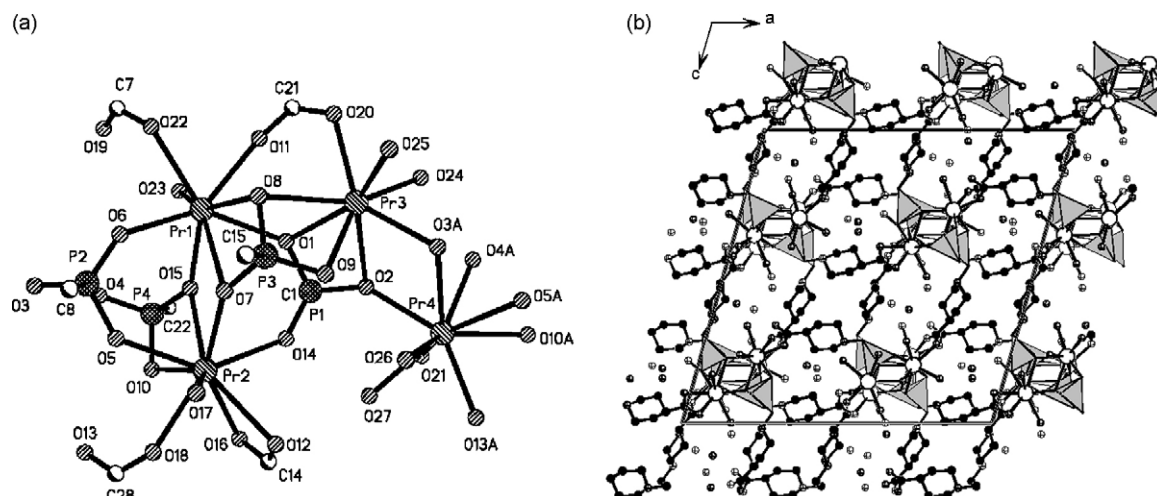 (a)
C7
C21
O22
O20
O19
O11
O25
O23
O8
O24
Pr3
O6
Pr1
C15
O1
O3A
P2
O9
O4A
O4
O15
P3
O2
O3
P4
O7
C1
Pr4
O5A
C8
C22
P1
O10A
O5
O14
O26
O21
O10
Pr2
O27
O17
O13A
O13
O16
O12
O18
C14
C28
(b)
a
c